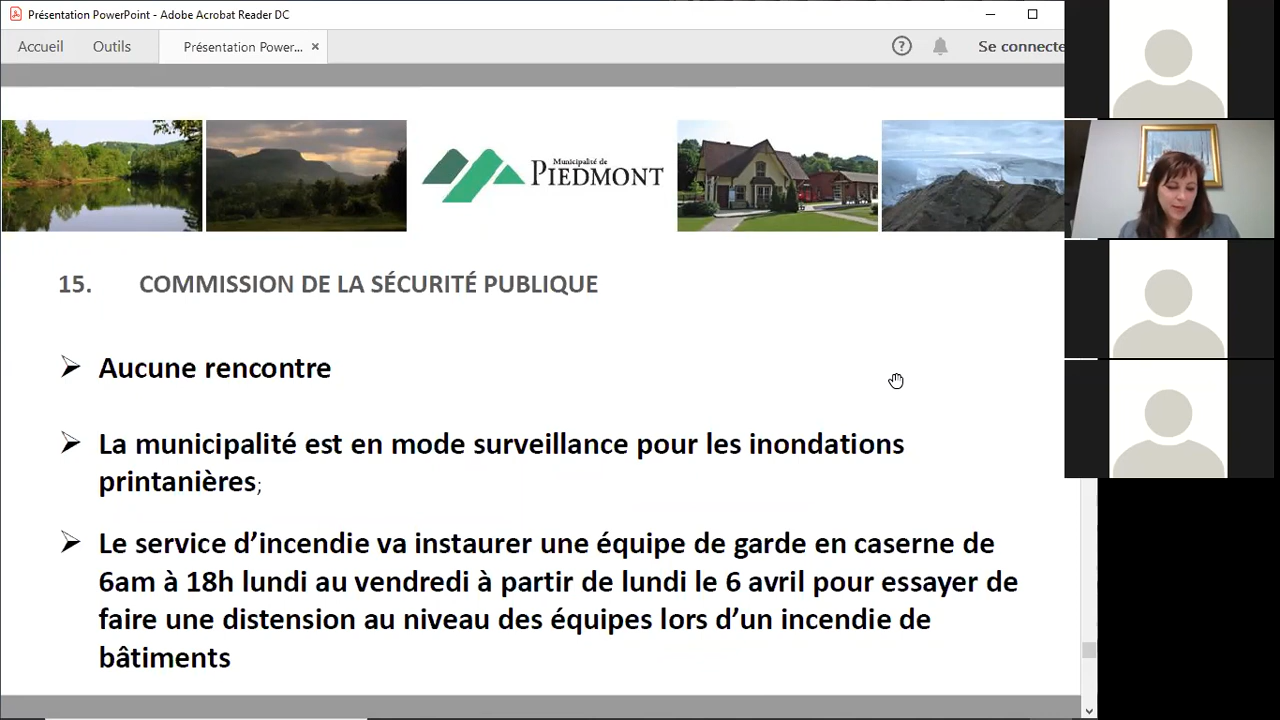 Présentation PowerPoint - Adobe Acrobat Reader DC
Accueil Outils Présentation Power... × ? Se connecte
Municipalité de
PIEDMONT
15. COMMISSION DE LA SÉCURITÉ PUBLIQUE
➢ Aucune rencontre
➢ La municipalité est en mode surveillance pour les inondations
printanières;
➢ Le service d’incendie va instaurer une équipe de garde en caserne de
6am à 18h lundi au vendredi à partir de lundi le 6 avril pour essayer de
faire une distension au niveau des équipes lors d’un incendie de
bâtiments